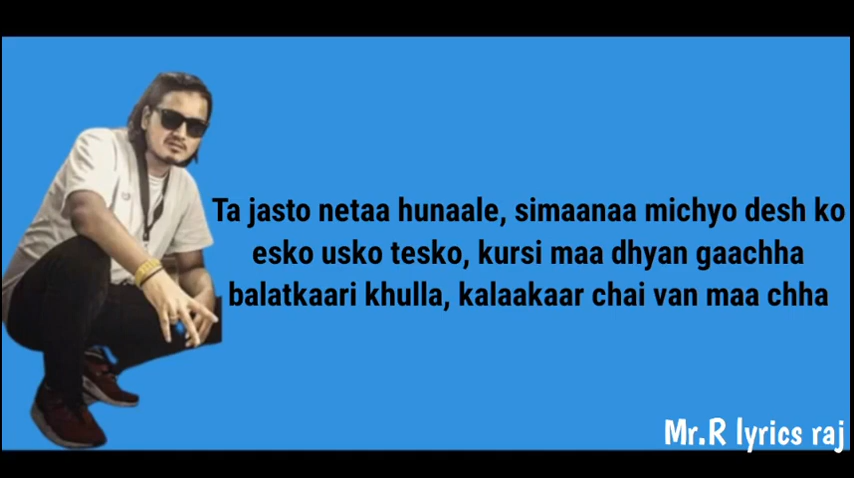 Ta jasto netaa hunaale, simaanaa michyo desh ko
esko usko tesko, kursi maa dhyan gaachha
balatkaari khulla, kalaakaar chai van maa chha
Mr.R lyrics raj